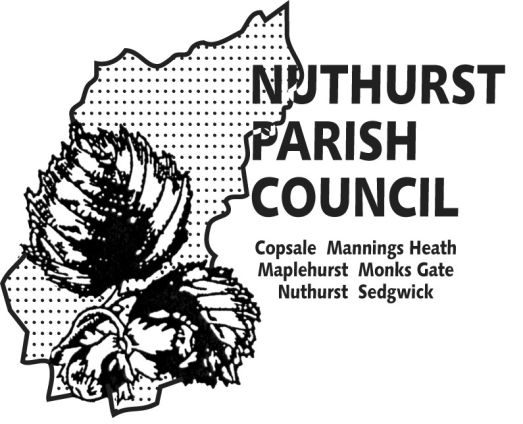 NUTHURST
PARISH
COUNCIL
Copsale Mannings Heath
Maplehurst Monks Gate
Nuthurst Sedgwick